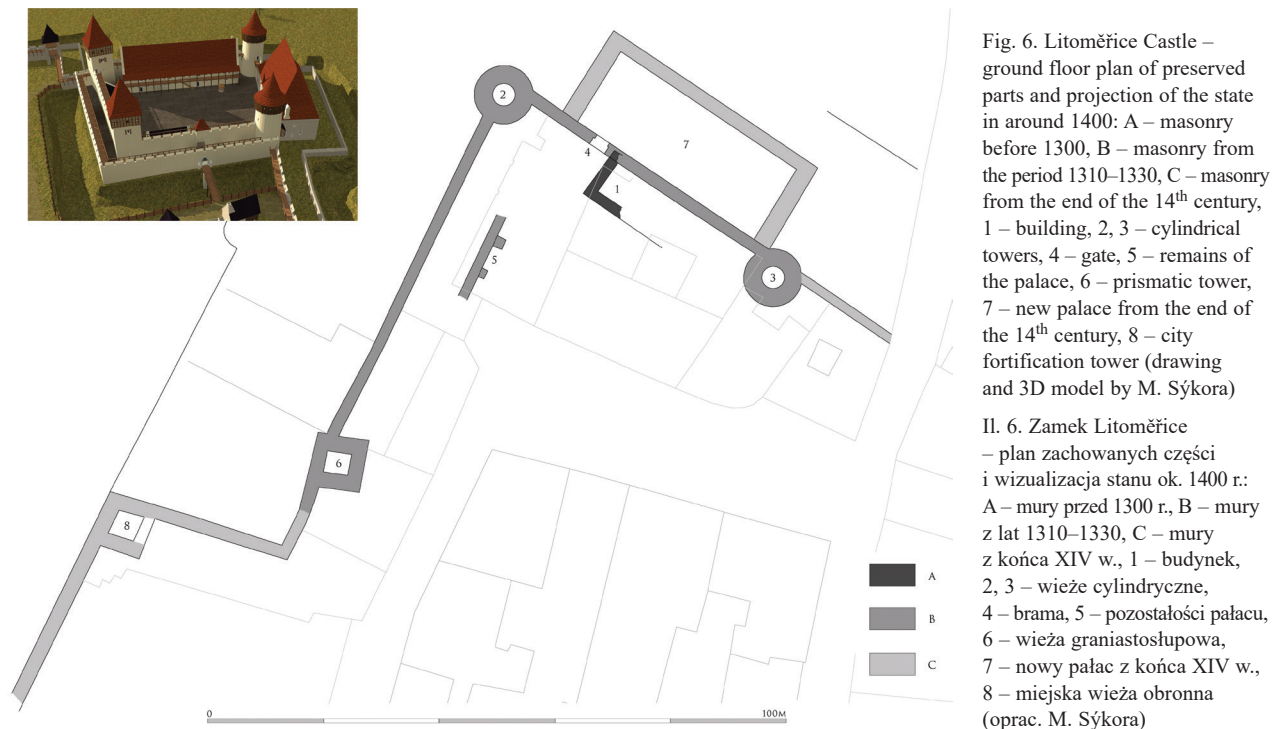 2
4
7
1
5
3
6
8
A
B
C
0
100M
Fig. 6. Litoměřice Castle –
ground floor plan of preserved
parts and projection of the state
in around 1400: A – masonry
before 1300, B – masonry from
the period 1310–1330, C – masonry
from the end of the 14th century,
1 – building, 2, 3 – cylindrical
towers, 4 – gate, 5 – remains of
the palace, 6 – prismatic tower,
7 – new palace from the end of
the 14th century, 8 – city
fortification tower (drawing
and 3D model by M. Sýkora)
Il. 6. Zamek Litoměřice
– plan zachowanych części
i wizualizacja stanu ok. 1400 r.:
A – mury przed 1300 r., B – mury
z lat 1310–1330, C – mury
z końca XIV w., 1 – budynek,
2, 3 – wieże cylindryczne,
4 – brama, 5 – pozostałości pałacu,
6 – wieża graniastosłupowa,
7 – nowy pałac z końca XIV w.,
8 – miejska wieża obronna
(oprac. M. Sýkora)